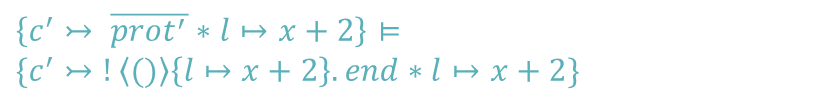 {c′ ↣ \overline{prot′} ∗ l ↦ x + 2} ⊨
{c′ ↣ ! ⟨()⟩{l ↦ x + 2}. end ∗ l ↦ x + 2}